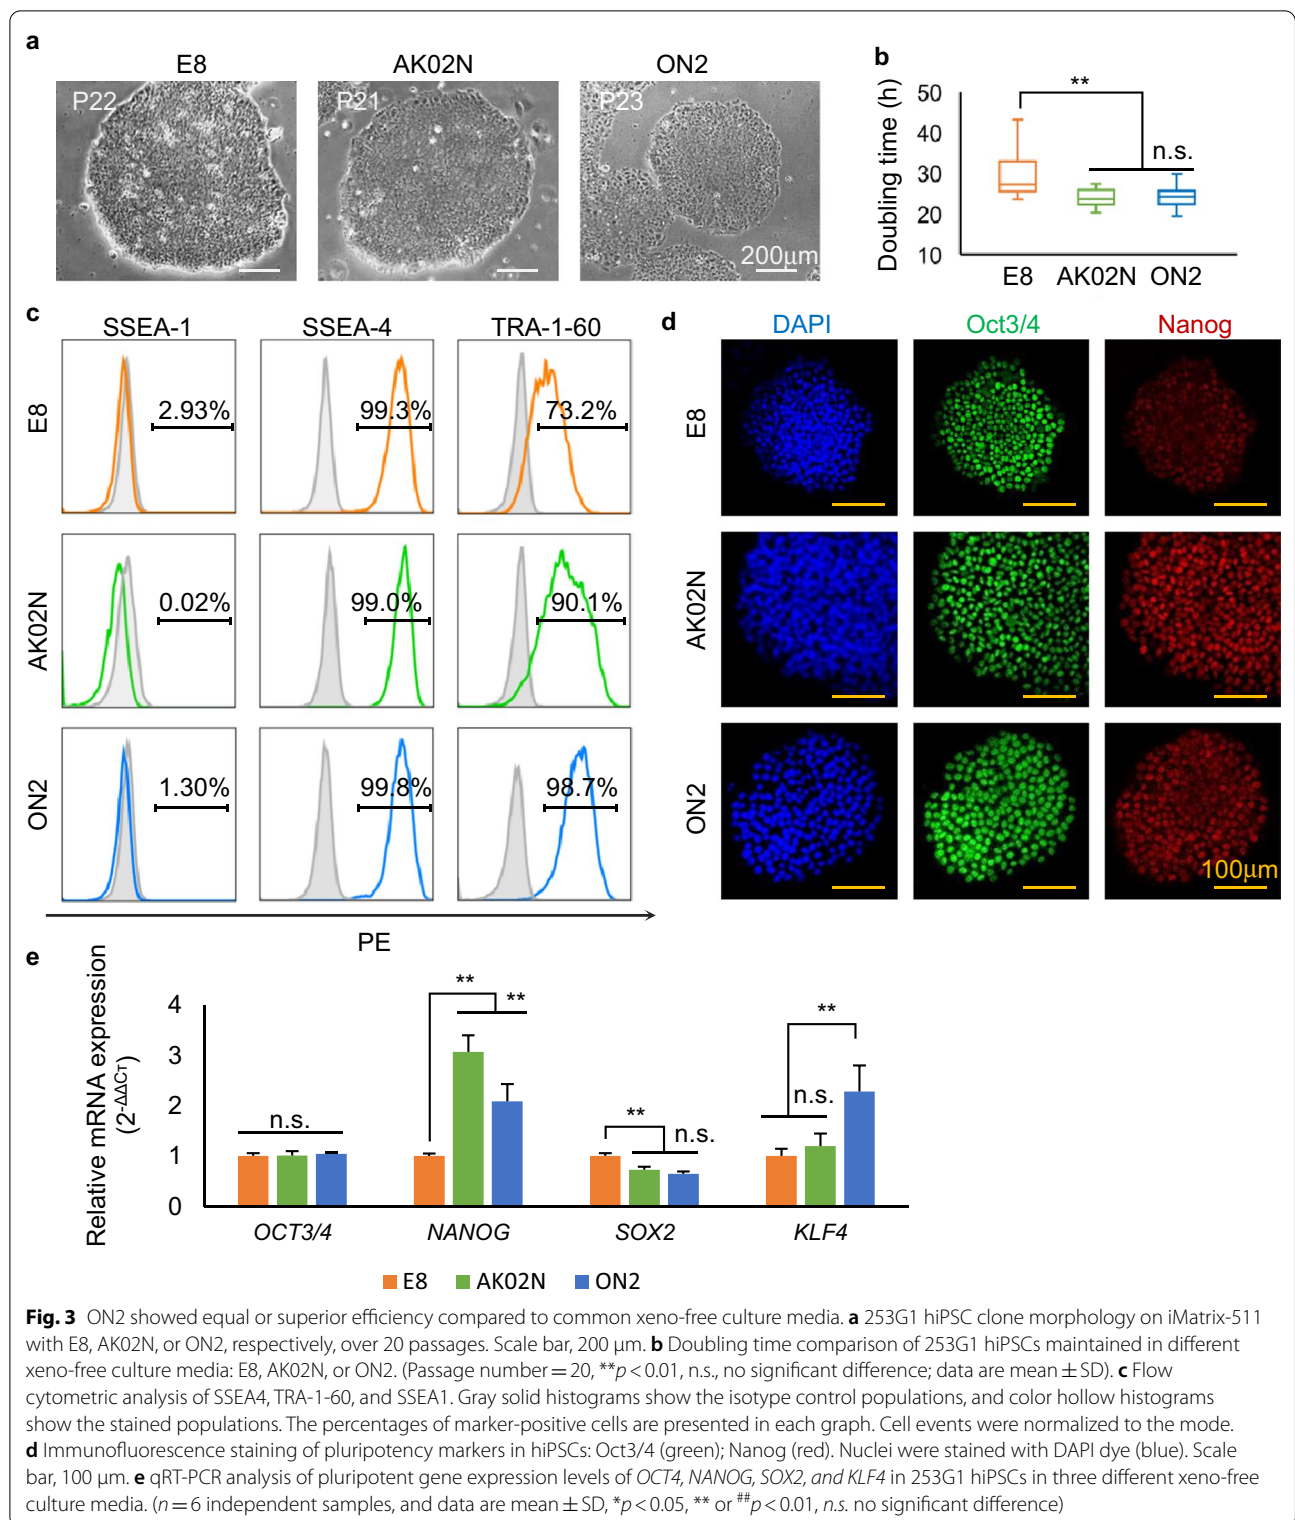 a
E8 AK02N ON2
P22 P21 P23
200µm
b
Doubling time (h)
50
40
30
20
10
**
n.s.
E8 AK02N ON2
c
SSEA-1 SSEA-4 TRA-1-60
E8
2.93% 99.3% 73.2%
AK02N
0.02% 99.0% 90.1%
ON2
1.30% 99.8% 98.7%
PE
d
DAPI Oct3/4 Nanog
E8
AK02N
ON2
100µm
e
Relative mRNA expression
(2-ΔΔCT)
4
3
2
1
0
n.s.
** **
** n.s.
n.s. **
OCT3/4 NANOG SOX2 KLF4
E8 AK02N ON2
Fig. 3 ON2 showed equal or superior efficiency compared to common xeno-free culture media. a 253G1 hiPSC clone morphology on iMatrix-511
with E8, AK02N, or ON2, respectively, over 20 passages. Scale bar, 200 µm. b Doubling time comparison of 253G1 hiPSCs maintained in different
xeno-free culture media: E8, AK02N, or ON2. (Passage number = 20, **p < 0.01, n.s., no significant difference; data are mean ± SD). c Flow
cytometric analysis of SSEA4, TRA-1-60, and SSEA1. Gray solid histograms show the isotype control populations, and color hollow histograms
show the stained populations. The percentages of marker-positive cells are presented in each graph. Cell events were normalized to the mode.
d Immunofluorescence staining of pluripotency markers in hiPSCs: Oct3/4 (green); Nanog (red). Nuclei were stained with DAPI dye (blue). Scale
bar, 100 µm. e qRT-PCR analysis of pluripotent gene expression levels of OCT4, NANOG, SOX2, and KLF4 in 253G1 hiPSCs in three different xeno-free
culture media. (n = 6 independent samples, and data are mean ± SD, *p < 0.05, ** or ##p < 0.01, n.s. no significant difference)